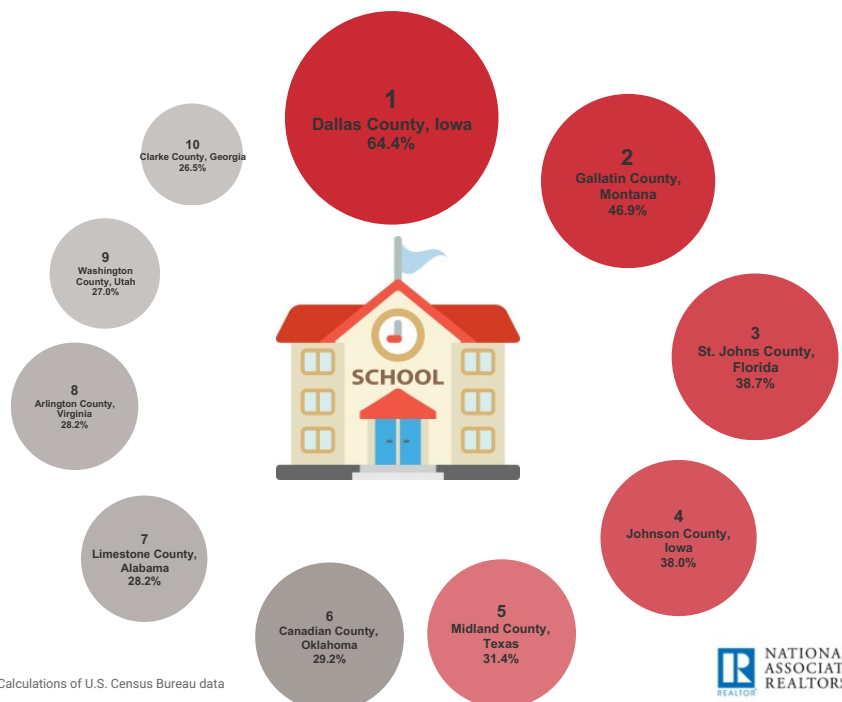 1
Dallas County, Iowa
64.4%
2
Gallatin County,
Montana
46.9%
3
St. Johns County,
Florida
38.7%
4
Johnson County,
Iowa
38.0%
5
Midland County,
Texas
31.4%
6
Canadian County,
Oklahoma
29.2%
7
Limestone County,
Alabama
28.2%
8
Arlington County,
Virginia
28.2%
9
Washington
County, Utah
27.0%
10
Clarke County, Georgia
26.5%
SCHOOL
Calculations of U.S. Census Bureau data
R
REALTOR
NATIONA
ASSOCIAT
REALTORS